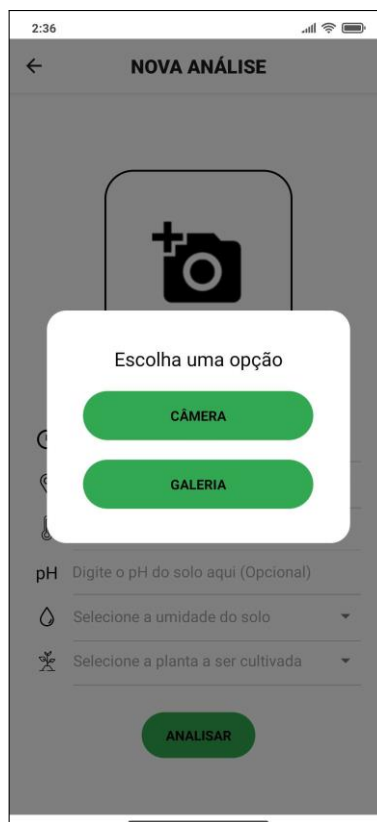 2:36
NOVA ANÁLISE
Escolha uma opção
CÂMERA
GALERIA
pH Digite o pH do solo aqui (Opcional)
Selecione a umidade do solo
Selecione a planta a ser cultivada
ANALISAR